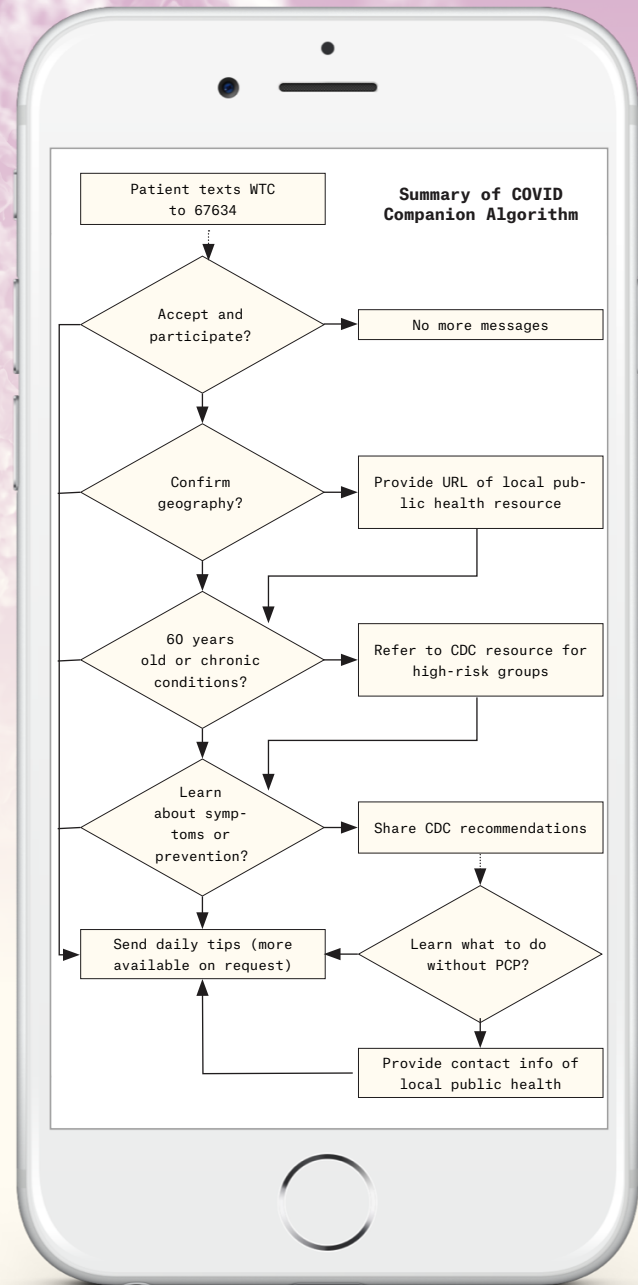 Patient texts WTC
to 67634
Summary of COVID
Companion Algorithm
Accept and
participate?
No more messages
Confirm
geography?
Provide URL of local pub-
lic health resource
60 years
old or chronic
conditions?
Refer to CDC resource for
high-risk groups
Learn
about symp-
toms or
prevention?
Share CDC recommendations
Send daily tips (more
available on request)
Learn what to do
without PCP?
Provide contact info of
local public health